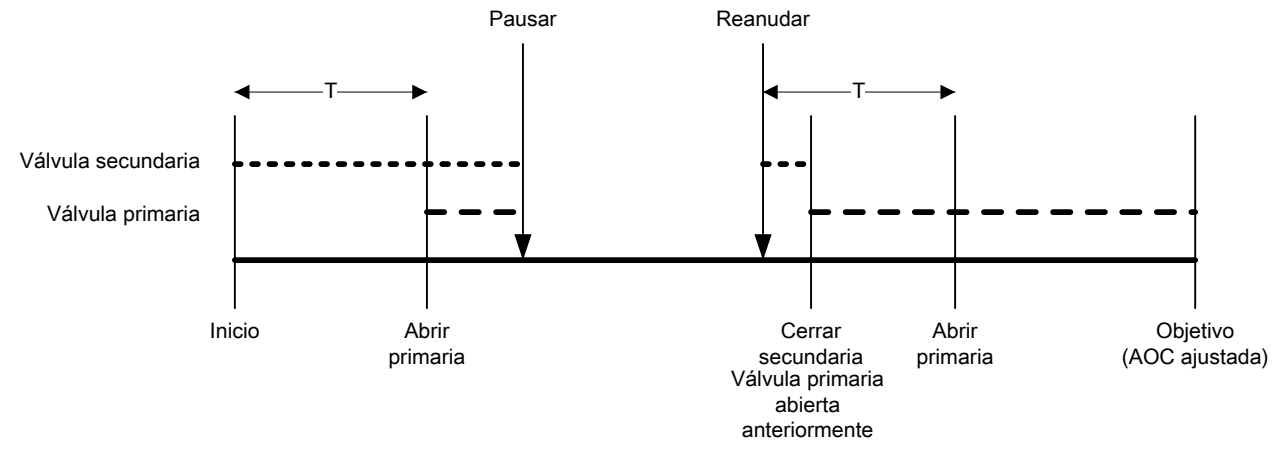 Pausar
Reanudar
T
T
Válvula secundaria
Válvula primaria
Inicio
Abrir
primaria
Cerrar
secundaria
Válvula primaria
abierta
anteriormente
Abrir
primaria
Objetivo
(AOC ajustada)